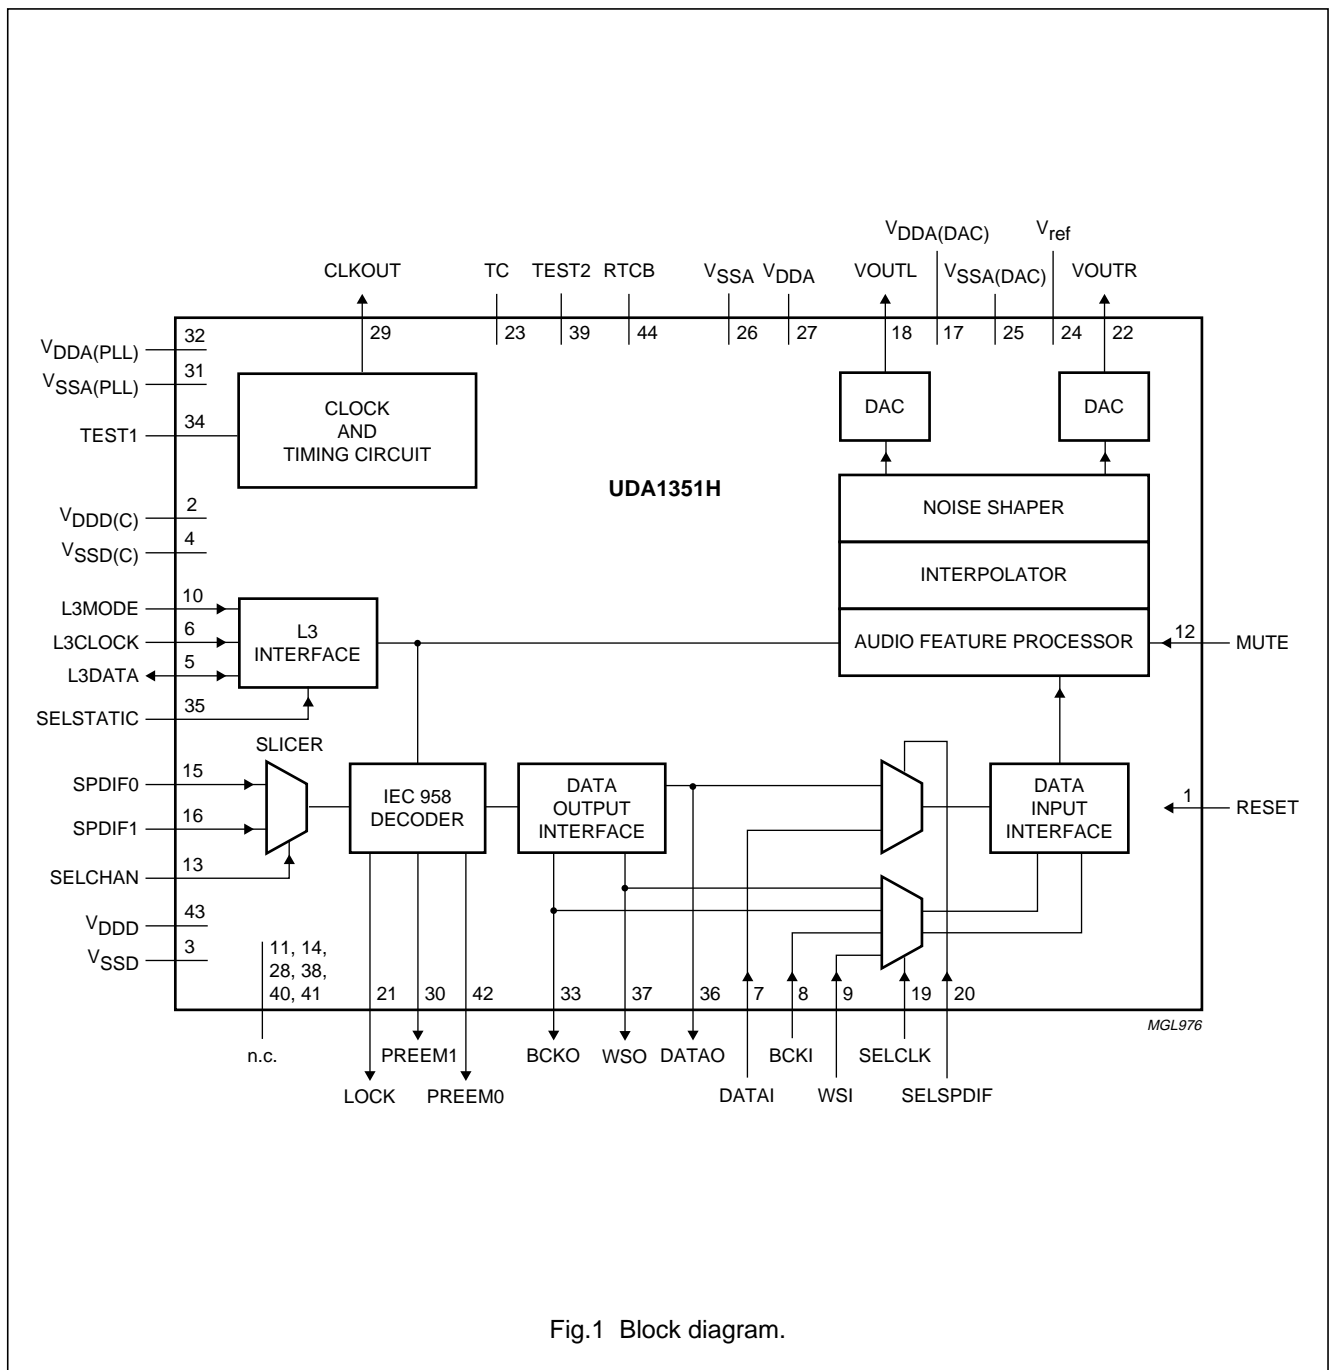 VDDA(DAC)
Vref
CLKOUT
TC
TEST2
RTCB
VSSA
VDDA
VOUTL
VSSA(DAC)
VOUTR
29
23
39
44
26
27
18
17
25
24
22
VDDA(PLL)
32
VSSA(PLL)
31
TEST1
34
CLOCK
AND
TIMING CIRCUIT
DAC
DAC
UDA1351H
VDDD(C)
2
VSSD(C)
4
NOISE SHAPER
INTERPOLATOR
AUDIO FEATURE PROCESSOR
12
MUTE
L3MODE
10
L3CLOCK
6
L3DATA
5
L3
INTERFACE
SELSTATIC
35
SLICER
SPDIF0
15
SPDIF1
16
SELCHAN
13
IEC 958
DECODER
DATA
OUTPUT
INTERFACE
DATA
INPUT
INTERFACE
1
RESET
VDDD
43
VSSD
3
11, 14,
28, 38,
40, 41
21
30
42
33
37
36
7
8
9
19
20
MGL976
n.c.
PREEM1
BCKO
WSO
DATAO
BCKI
SELCLK
LOCK
PREEM0
DATAI
WSI
SELSPDIF
Fig.1 Block diagram.